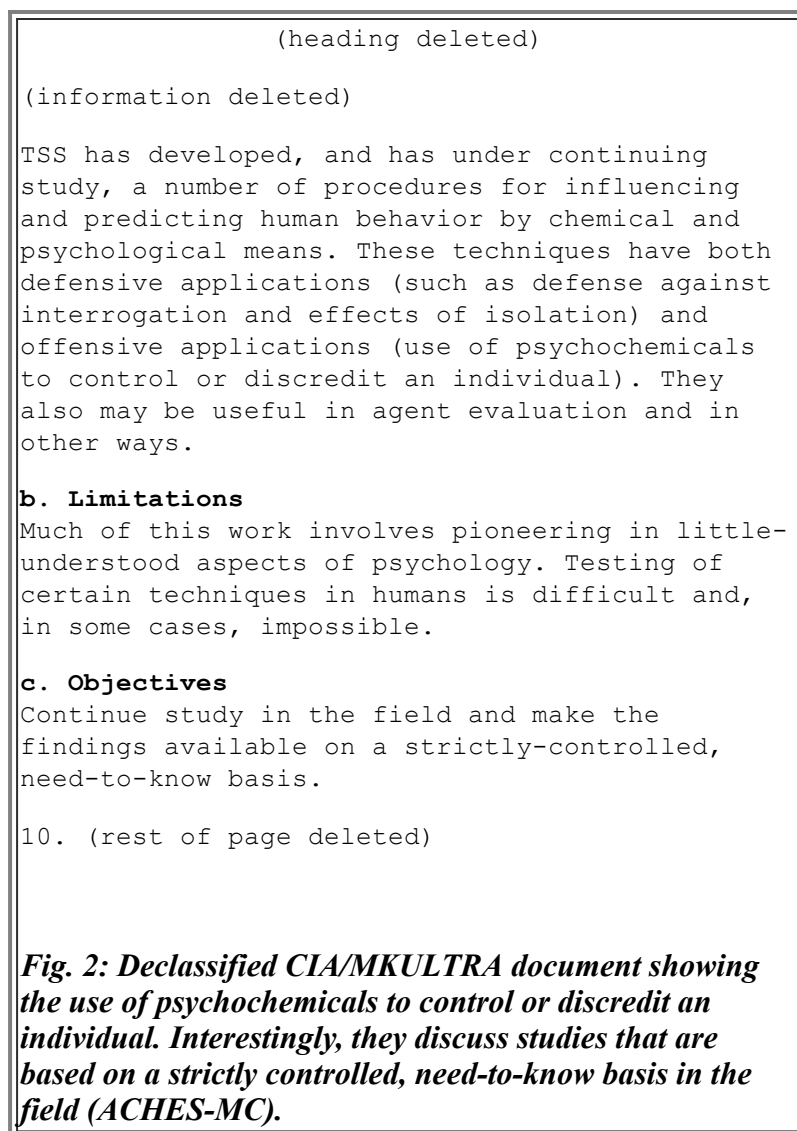 (heading deleted)
(information deleted)
TSS has developed, and has under continuing
study, a number of procedures for influencing
and predicting human behavior by chemical and
psychological means. These techniques have both
defensive applications (such as defense against
interrogation and effects of isolation) and
offensive applications (use of psychochemicals
to control or discredit an individual). They
also may be useful in agent evaluation and in
other ways.
b. Limitations
Much of this work involves pioneering in little-
understood aspects of psychology. Testing of
certain techniques in humans is difficult and,
in some cases, impossible.
c. Objectives
Continue study in the field and make the
findings available on a strictly-controlled,
need-to-know basis.
10. (rest of page deleted)
Fig. 2: Declassified CIA/MKULTRA document showing
the use of psychochemicals to control or discredit an
individual. Interestingly, they discuss studies that are
based on a strictly controlled, need-to-know basis in the
field (ACHES-MC).